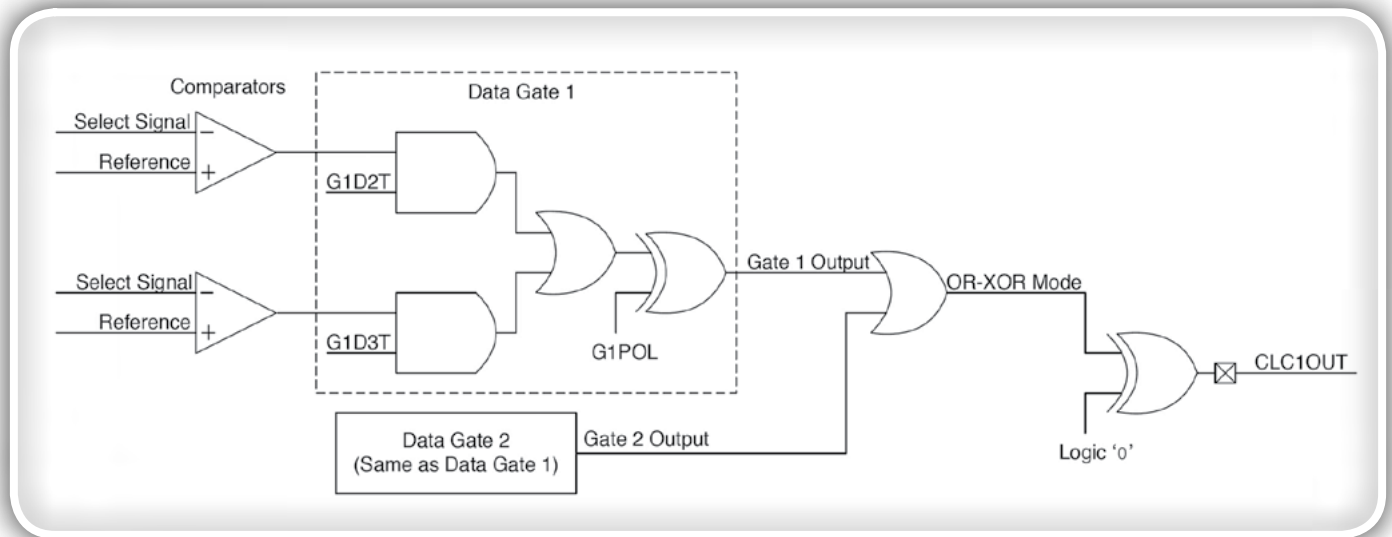 Comparators
Data Gate 1
Select Signal
−
Reference
+
G1D2T
Select Signal
−
Reference
+
G1D3T
G1POL
Gate 1 Output
OR-XOR Mode
CLC1OUT
Data Gate 2
(Same as Data Gate 1)
Gate 2 Output
Logic ‘0’